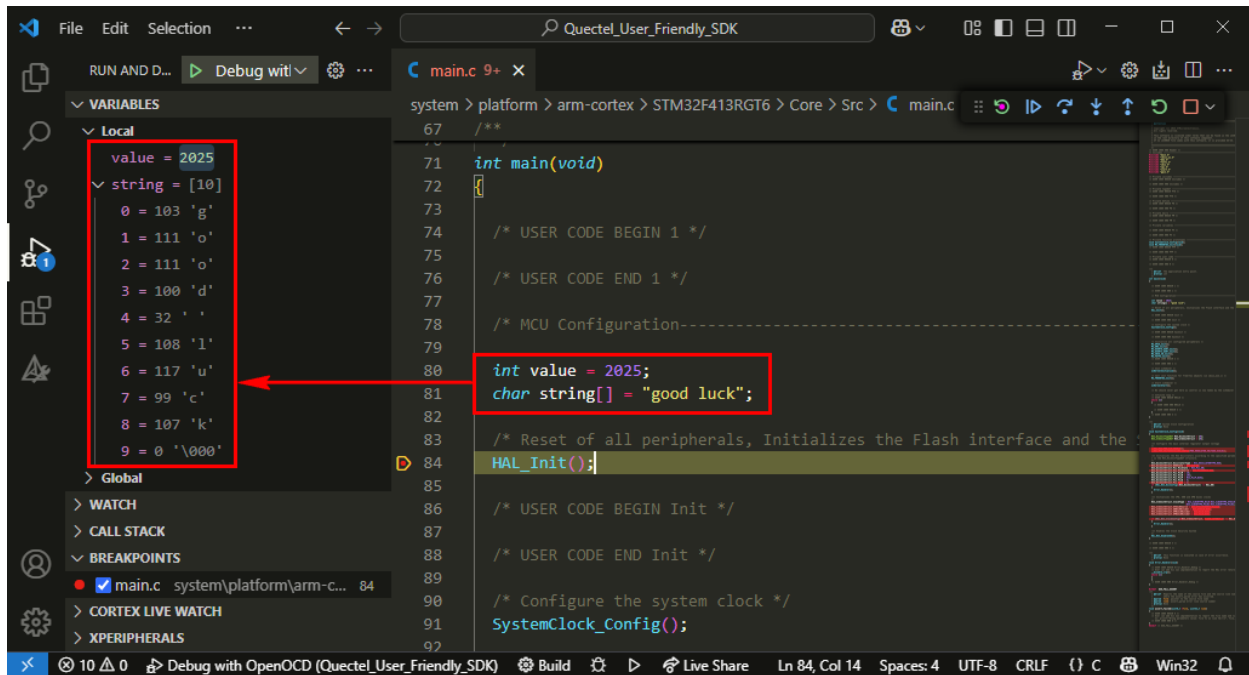 File Edit Selection ··· Quectel_User_Friendly_SDK
RUN AND D... Debug wit
main.c 9+
VARIABLES
Local
value = 2025
string = [10]
0 = 103 'g'
1 = 111 'o'
2 = 111 'o'
3 = 100 'd'
4 = 32 ' '
5 = 108 'l'
6 = 117 'u'
7 = 99 'c'
8 = 107 'k'
9 = 0 '\000'
Global
WATCH
CALL STACK
BREAKPOINTS
main.c system\platform\arm-c... 84
CORTEX LIVE WATCH
XPERIPHERALS
1
system > platform > arm-cortex > STM32F413RGT6 > Core > Src > main.c
67 /**
71 int main(void)
72 {
73
74 /* USER CODE BEGIN 1 */
75
76 /* USER CODE END 1 */
77
78 /* MCU Configuration--------------------------------------------------------
79
80 int value = 2025;
81 char string[] = "good luck";
82
83 /* Reset of all peripherals, Initializes the Flash interface and the
84 HAL_Init();
85
86 /* USER CODE BEGIN Init */
87
88 /* USER CODE END Init */
89
90 /* Configure the system clock */
91 SystemClock_Config();
92
10 0 Debug with OpenOCD (Quectel_User_Friendly_SDK) Build Live Share Ln 84, Col 14 Spaces: 4 UTF-8 CRLF {} C Win32